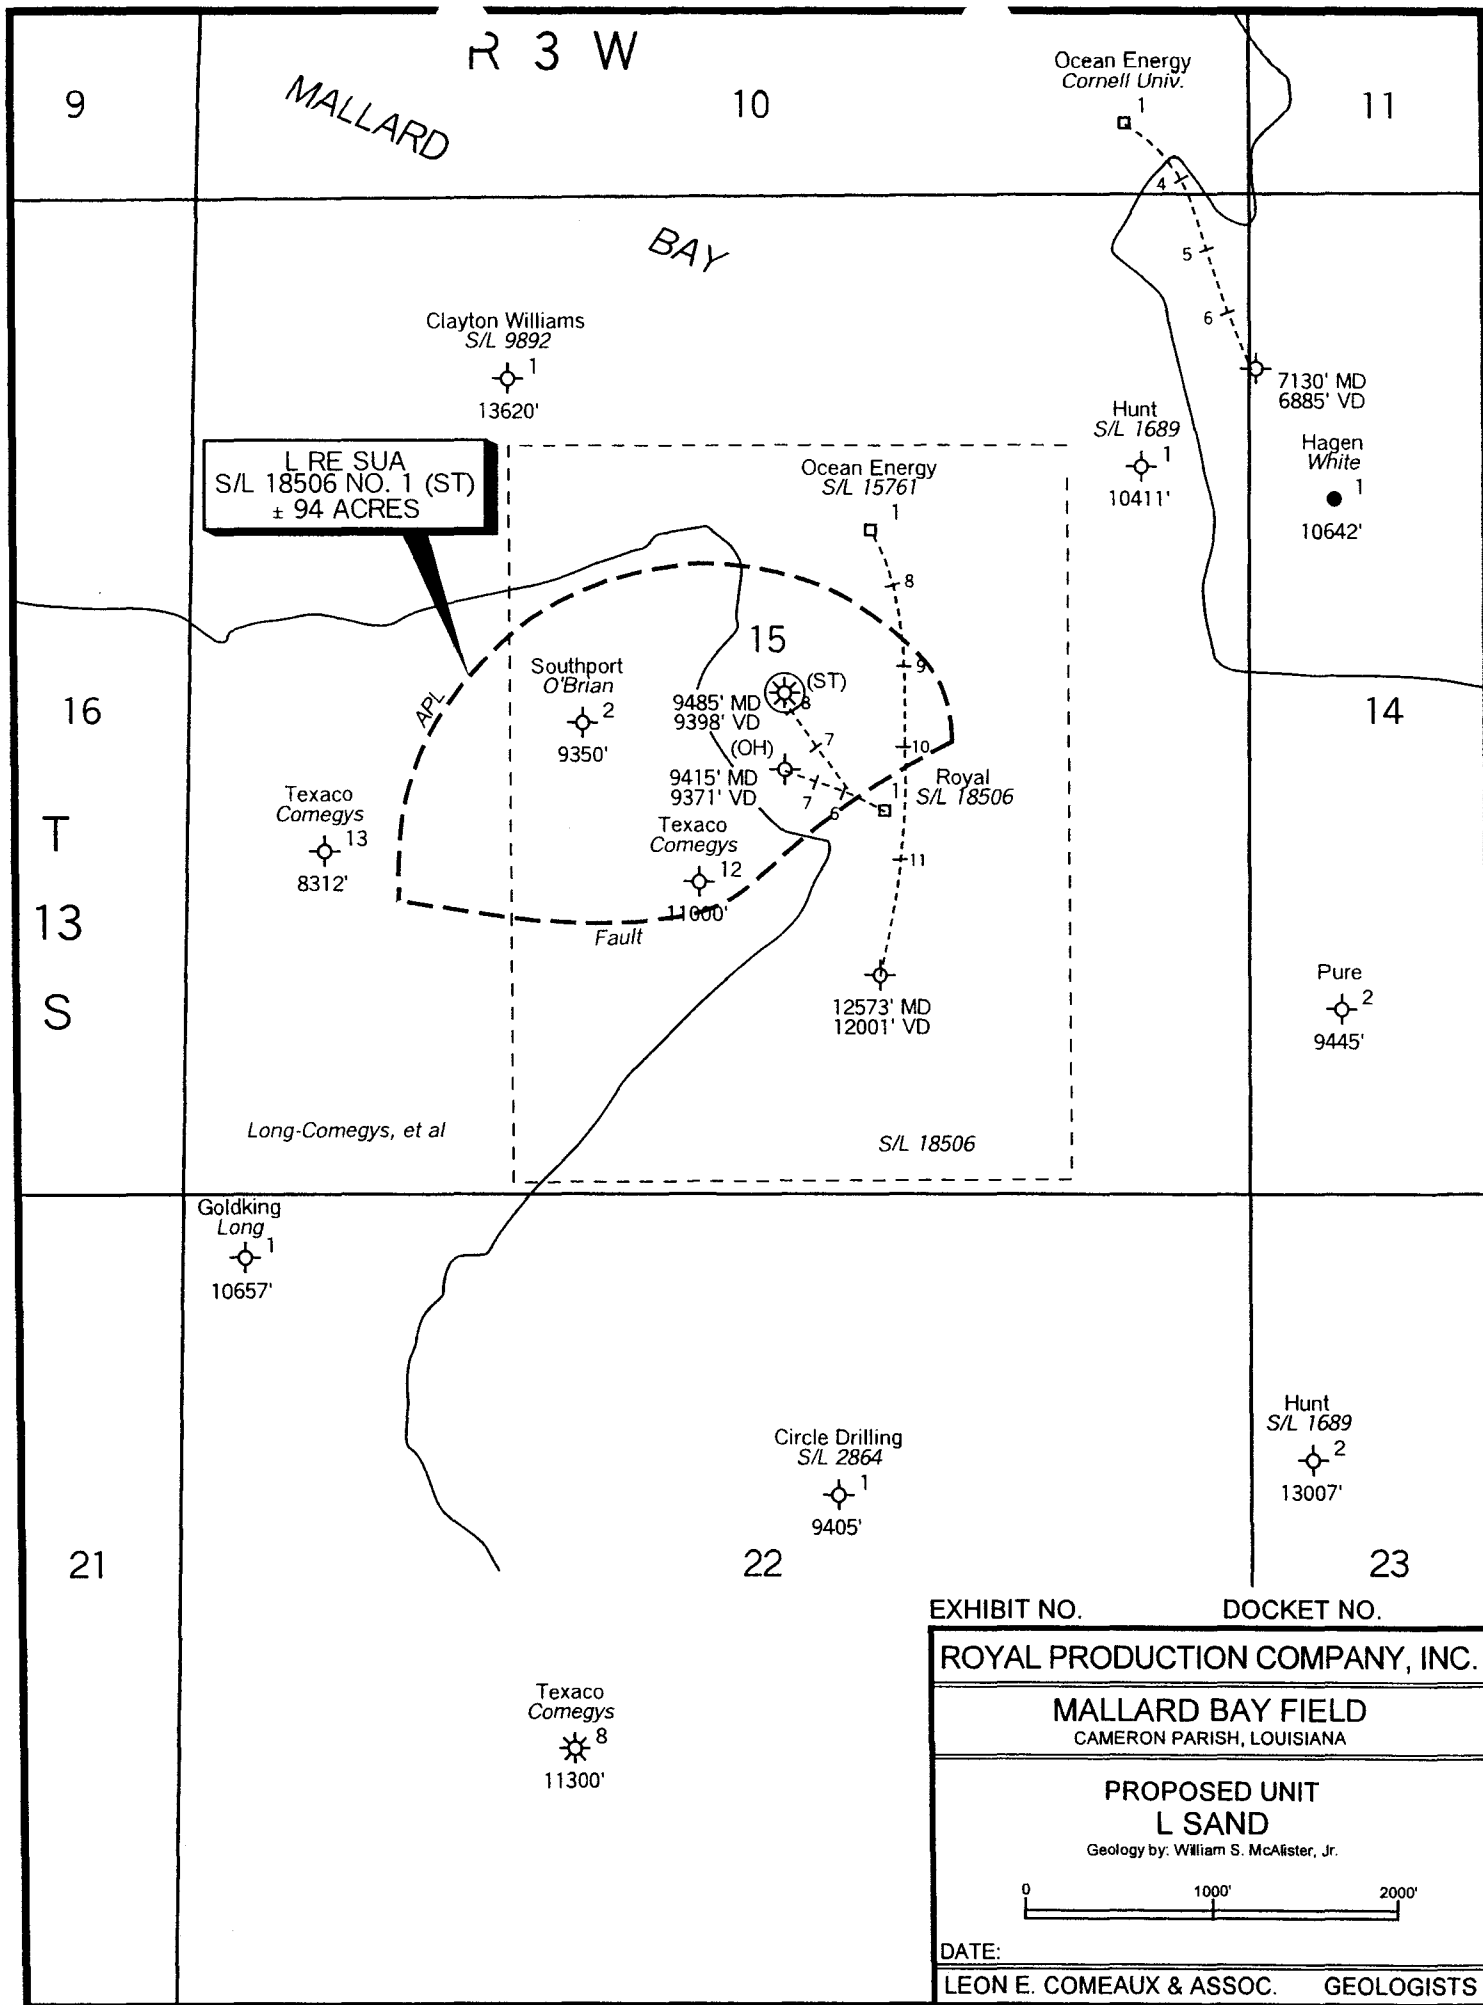 R 3 W
9
MALLARD
10
Ocean Energy
Cornell Univ.
1
11
4
BAY
5
6
Clayton Williams
S/L 9892
1
13620'
7130' MD
6885' VD
Hunt
S/L 1689
1
10411'
Hagen
White
1
10642'
L RE SUA
S/L 18506 NO. 1 (ST)
± 94 ACRES
Ocean Energy
S/L 15761
1
8
15
9
Southport
O'Brian
2
9350'
(ST)
8
9485' MD
9398' VD
7
16
APL
14
10
(OH)
9415' MD
9371' VD
7
6
1
Royal
S/L 18506
Texaco
Comegys
13
8312'
Texaco
Comegys
12
11000'
11
T
13
S
Fault
12573' MD
12001' VD
Pure
2
9445'
Long-Comegys, et al
S/L 18506
Goldking
Long
1
10657'
Circle Drilling
S/L 2864
1
9405'
Hunt
S/L 1689
2
13007'
21
22
23
Texaco
Comegys
8
11300'
EXHIBIT NO. DOCKET NO.
ROYAL PRODUCTION COMPANY, INC.
MALLARD BAY FIELD
CAMERON PARISH, LOUISIANA
PROPOSED UNIT
L SAND
Geology by: William S. McAlister, Jr.
0 1000' 2000'
DATE:
LEON E. COMEAUX & ASSOC. GEOLOGISTS